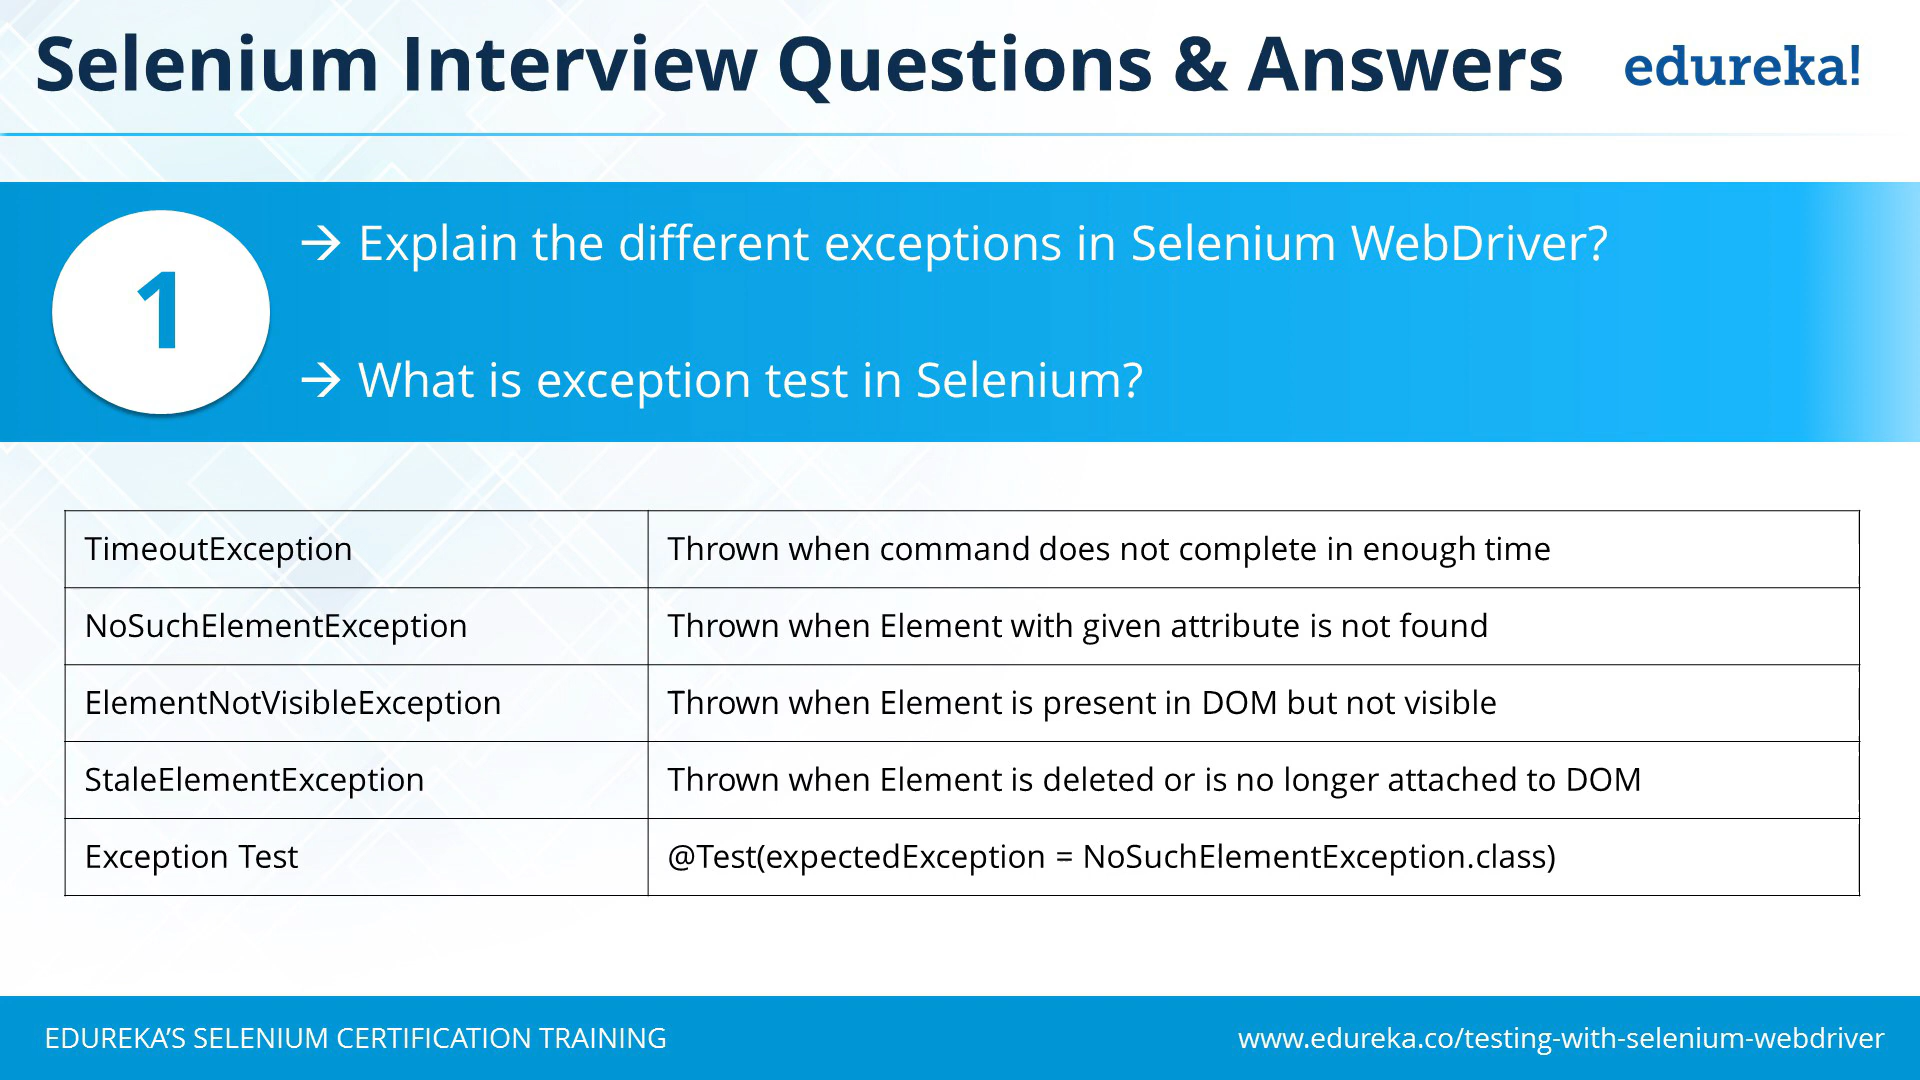 Selenium Interview Questions & Answers
edureka!
1
→ Explain the different exceptions in Selenium WebDriver?
→ What is exception test in Selenium?
TimeoutException Thrown when command does not complete in enough time
NoSuchElementException Thrown when Element with given attribute is not found
ElementNotVisibleException Thrown when Element is present in DOM but not visible
StaleElementException Thrown when Element is deleted or is no longer attached to DOM
Exception Test @Test(expectedException = NoSuchElementException.class)
EDUREKA’S SELENIUM CERTIFICATION TRAINING
www.edureka.co/testing-with-selenium-webdriver